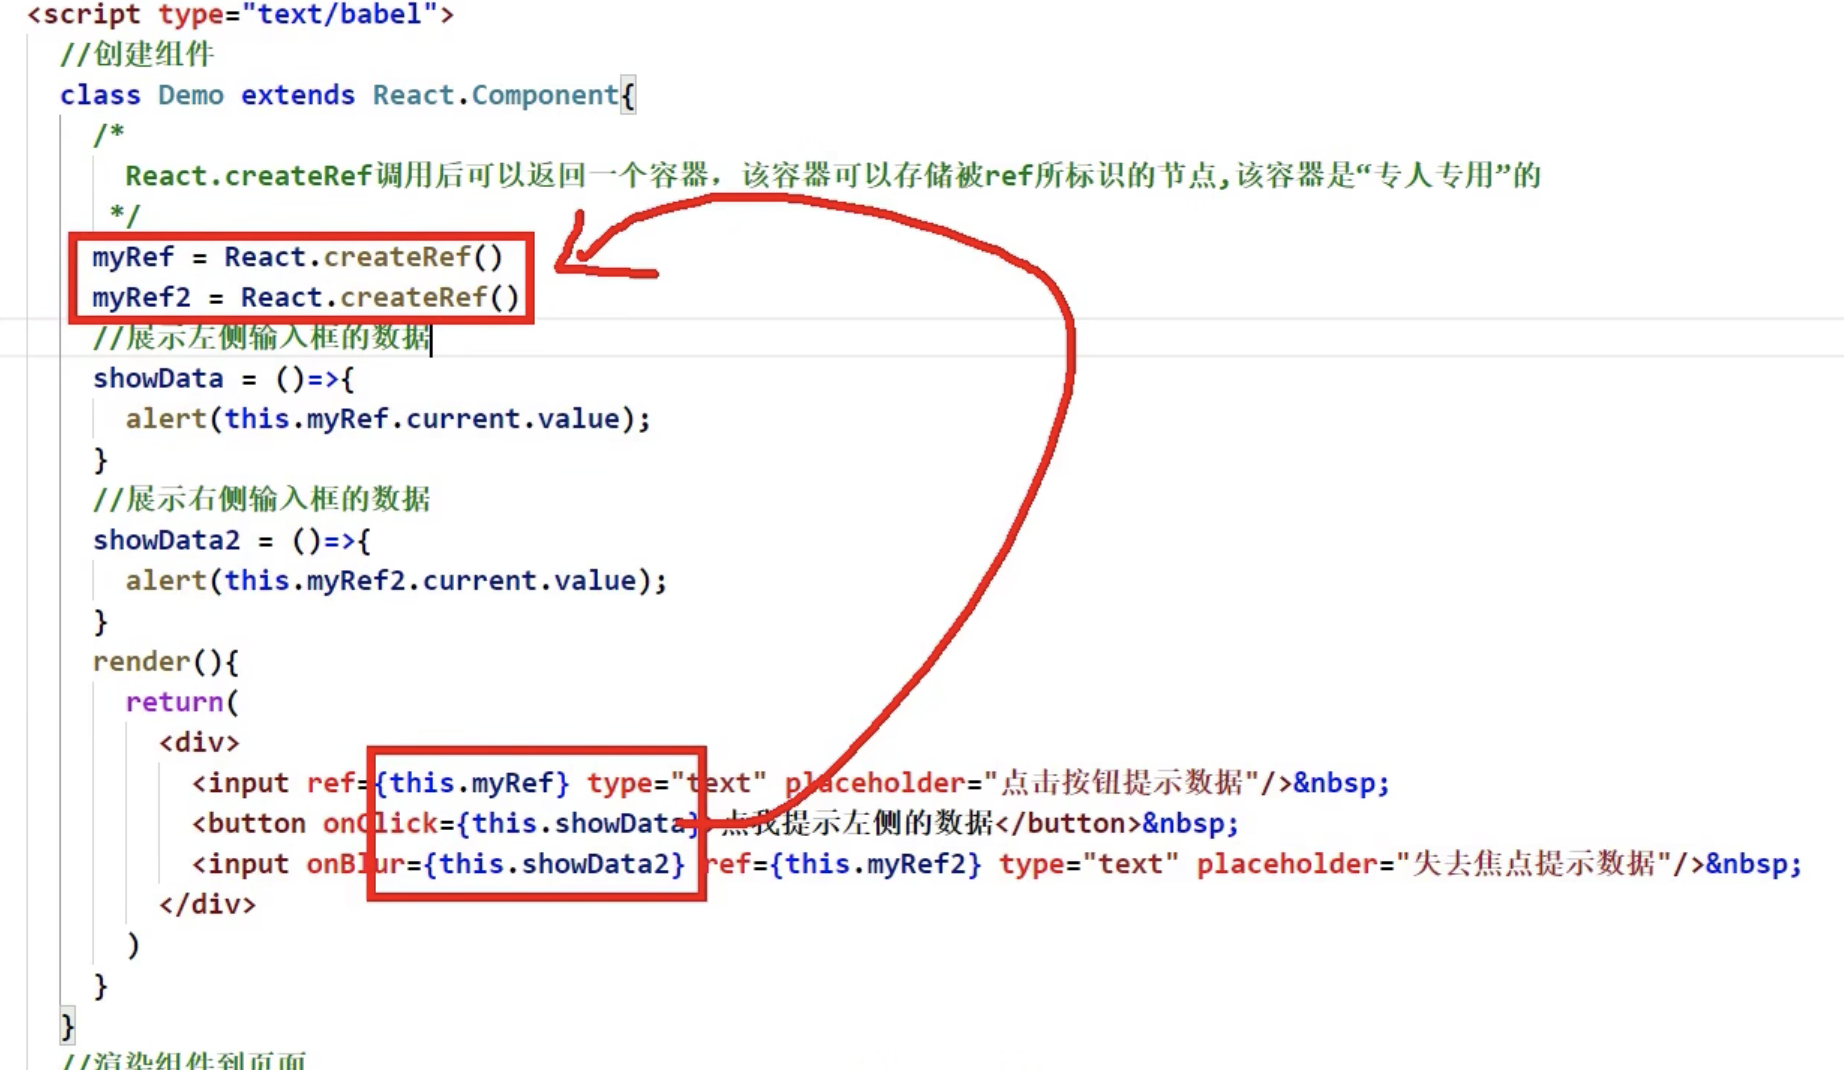 <script type="text/babel">
//创建组件
class Demo extends React.Component{
/*
React.createRef调用后可以返回一个容器，该容器可以存储被ref所标识的节点,该容器是“专人专用”的
*/
myRef = React.createRef()
myRef2 = React.createRef()
//展示左侧输入框的数据
showData = ()=>{
alert(this.myRef.current.value);
}
//展示右侧输入框的数据
showData2 = ()=>{
alert(this.myRef2.current.value);
}
render(){
return(
<div>
<input ref={this.myRef} type="text" placeholder="点击按钮提示数据"/>&nbsp;
<button onClick={this.showData}>点我提示左侧的数据</button>&nbsp;
<input onBlur={this.showData2} ref={this.myRef2} type="text" placeholder="失去焦点提示数据"/>&nbsp;
</div>
)
}
}
//渲染组件到页面